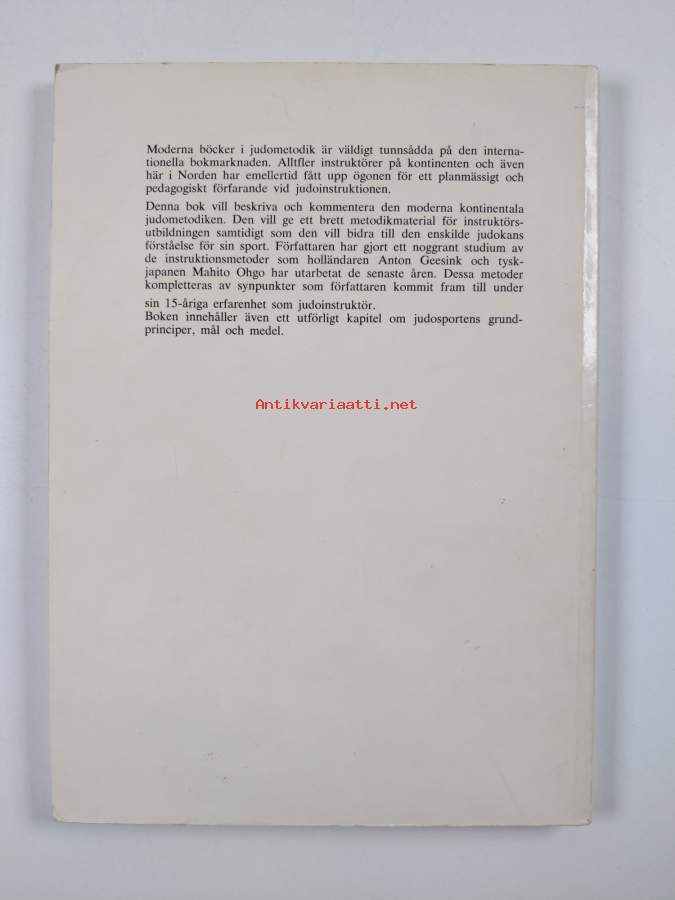 Moderna böcker i judometodik är väldigt tunnsådda på den interna-
tionella bokmarknaden. Alltfler instruktörer på kontinenten och även
här i Norden har emellertid fått upp ögonen för ett planmässigt och
pedagogiskt förfarande vid judoinstruktionen.
Denna bok vill beskriva och kommentera den moderna kontinentala
judometodiken. Den vill ge ett brett metodikmaterial för instruktörs-
utbildningen samtidigt som den vill bidra till den enskilde judokans
förståelse för sin sport. Författaren har gjort ett noggrant studium av
de instruktionsmetoder som holländaren Anton Geesink och tysk-
japanen Mahito Ohgo har utarbetat de senaste åren. Dessa metoder
kompletteras av synpunkter som författaren kommit fram till under
sin 15-åriga erfarenhet som judoinstruktör.
Boken innehåller även ett utförligt kapitel om judosportens grund-
principer, mål och medel.
Antikvariaatti.net